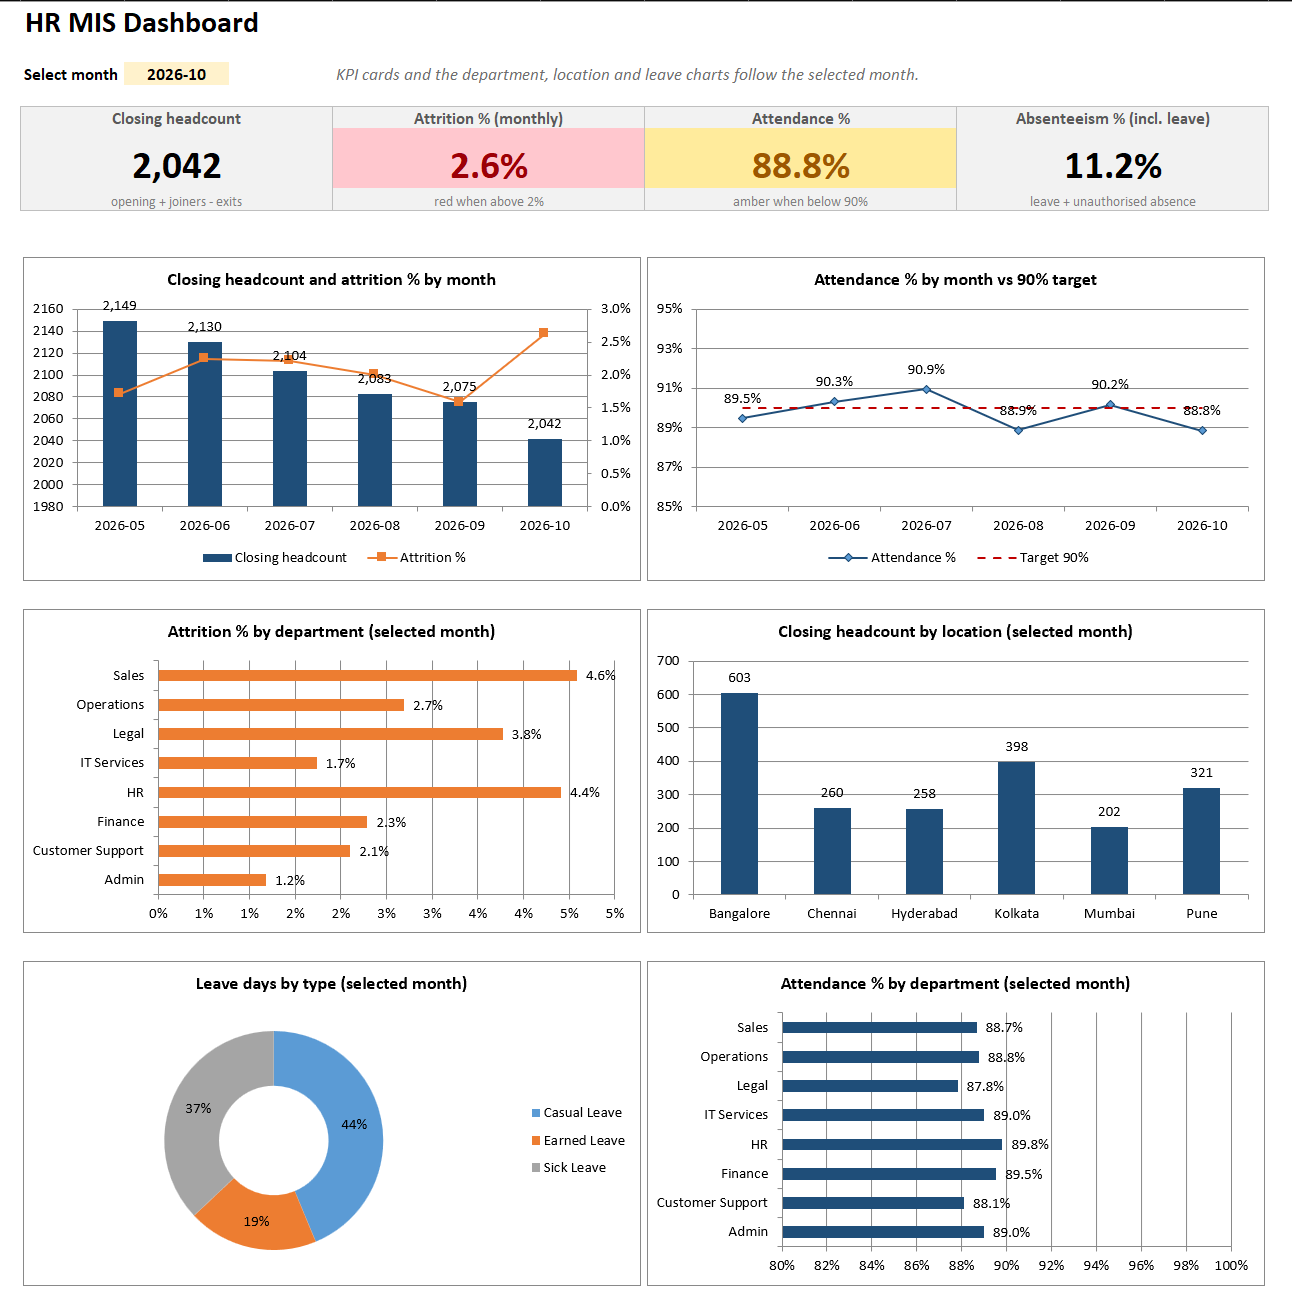 HR MIS Dashboard
Select month 2026-10 KPI cards and the department, location and leave charts follow the selected month.
Closing headcount Attrition % (monthly) Attendance % Absenteeism % (incl. leave)
2,042 2.6% 88.8% 11.2%
opening + joiners - exits red when above 2% amber when below 90% leave + unauthorised absence
Closing headcount and attrition % by month
2160 2,149 3.0%
2140 2,130 2.5%
2120 2,104
2100 2,083 2.0%
2080 2,075 1.5%
2060
2040 2,042 1.0%
2020
2000 0.5%
1980 0.0%
2026-05 2026-06 2026-07 2026-08 2026-09 2026-10
Closing headcount Attrition %
Attendance % by month vs 90% target
95%
93%
91%
89%
87%
85%
89.5% 90.3% 90.9% 88.9% 90.2% 88.8%
2026-05 2026-06 2026-07 2026-08 2026-09 2026-10
Attendance % Target 90%
Attrition % by department (selected month)
Sales 4.6%
Operations 2.7%
Legal 3.8%
IT Services 1.7%
HR 4.4%
Finance 2.3%
Customer Support 2.1%
Admin 1.2%
0% 1% 1% 2% 2% 3% 3% 4% 4% 5% 5%
Closing headcount by location (selected month)
700
600
500
400
300
200
100
0
603 260 258 398 202 321
Bangalore Chennai Hyderabad Kolkata Mumbai Pune
Leave days by type (selected month)
37% 44% 19%
Casual Leave
Earned Leave
Sick Leave
Attendance % by department (selected month)
Sales 88.7%
Operations 88.8%
Legal 87.8%
IT Services 89.0%
HR 89.8%
Finance 89.5%
Customer Support 88.1%
Admin 89.0%
80% 82% 84% 86% 88% 90% 92% 94% 96% 98% 100%